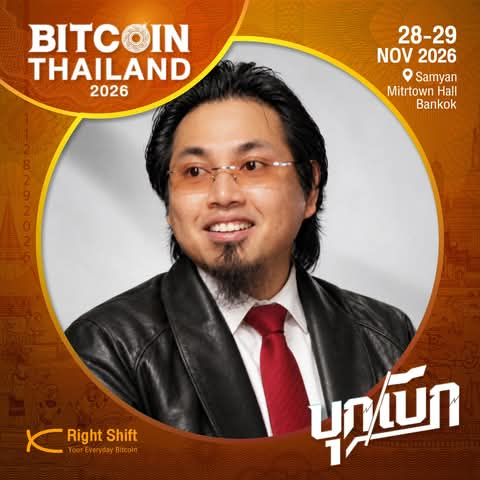 BITCOIN
THAILAND
2026
28-29
NOV 2026
Samyan
Mitrtown Hall
Bankok
บุกเบิก
Right Shift
Your Everyday Bitcoin